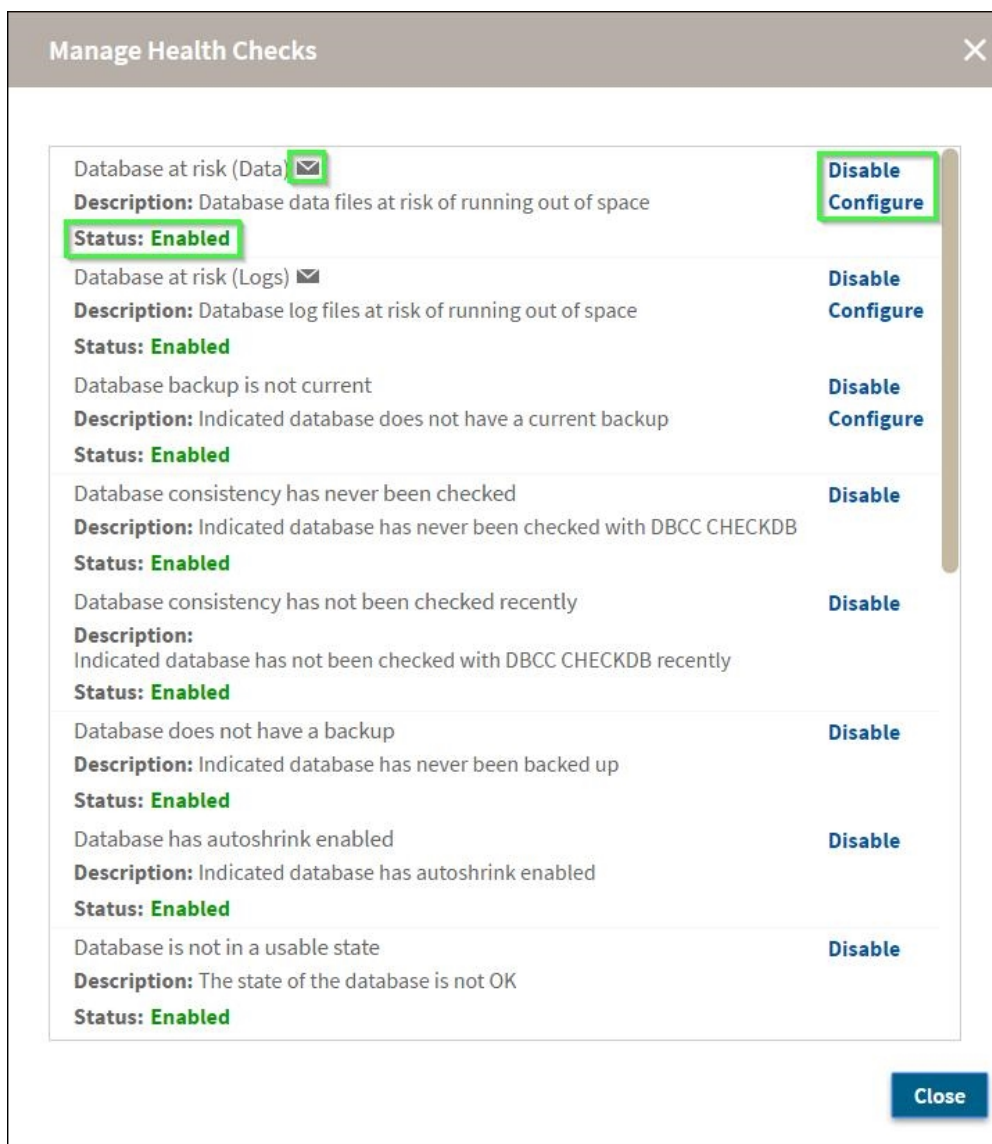 Manage Health Checks
Database at risk (Data)
Disable
Description: Database data files at risk of running out of space
Configure
Status: Enabled
Database at risk (Logs)
Disable
Description: Database log files at risk of running out of space
Configure
Status: Enabled
Database backup is not current
Disable
Description: Indicated database does not have a current backup
Configure
Status: Enabled
Database consistency has never been checked
Disable
Description: Indicated database has never been checked with DBCC CHECKDB
Status: Enabled
Database consistency has not been checked recently
Disable
Description:
Indicated database has not been checked with DBCC CHECKDB recently
Status: Enabled
Database does not have a backup
Disable
Description: Indicated database has never been backed up
Status: Enabled
Database has autoshrink enabled
Disable
Description: Indicated database has autoshrink enabled
Status: Enabled
Database is not in a usable state
Disable
Description: The state of the database is not OK
Status: Enabled
Close